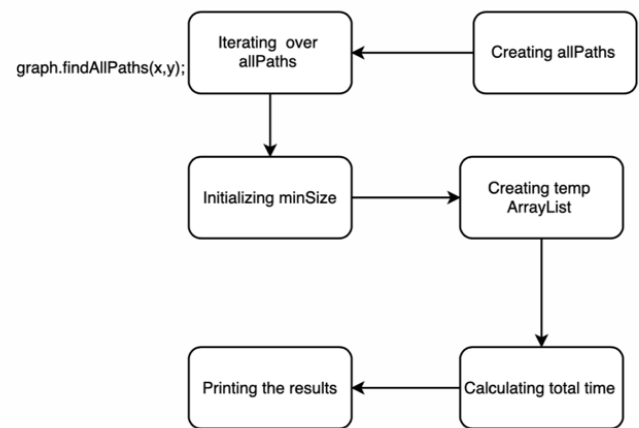 Iterating over
allPaths
Creating allPaths
graph.findAllPaths(x,y);
Initializing minSize
Creating temp
ArrayList
Printing the results
Calculating total time